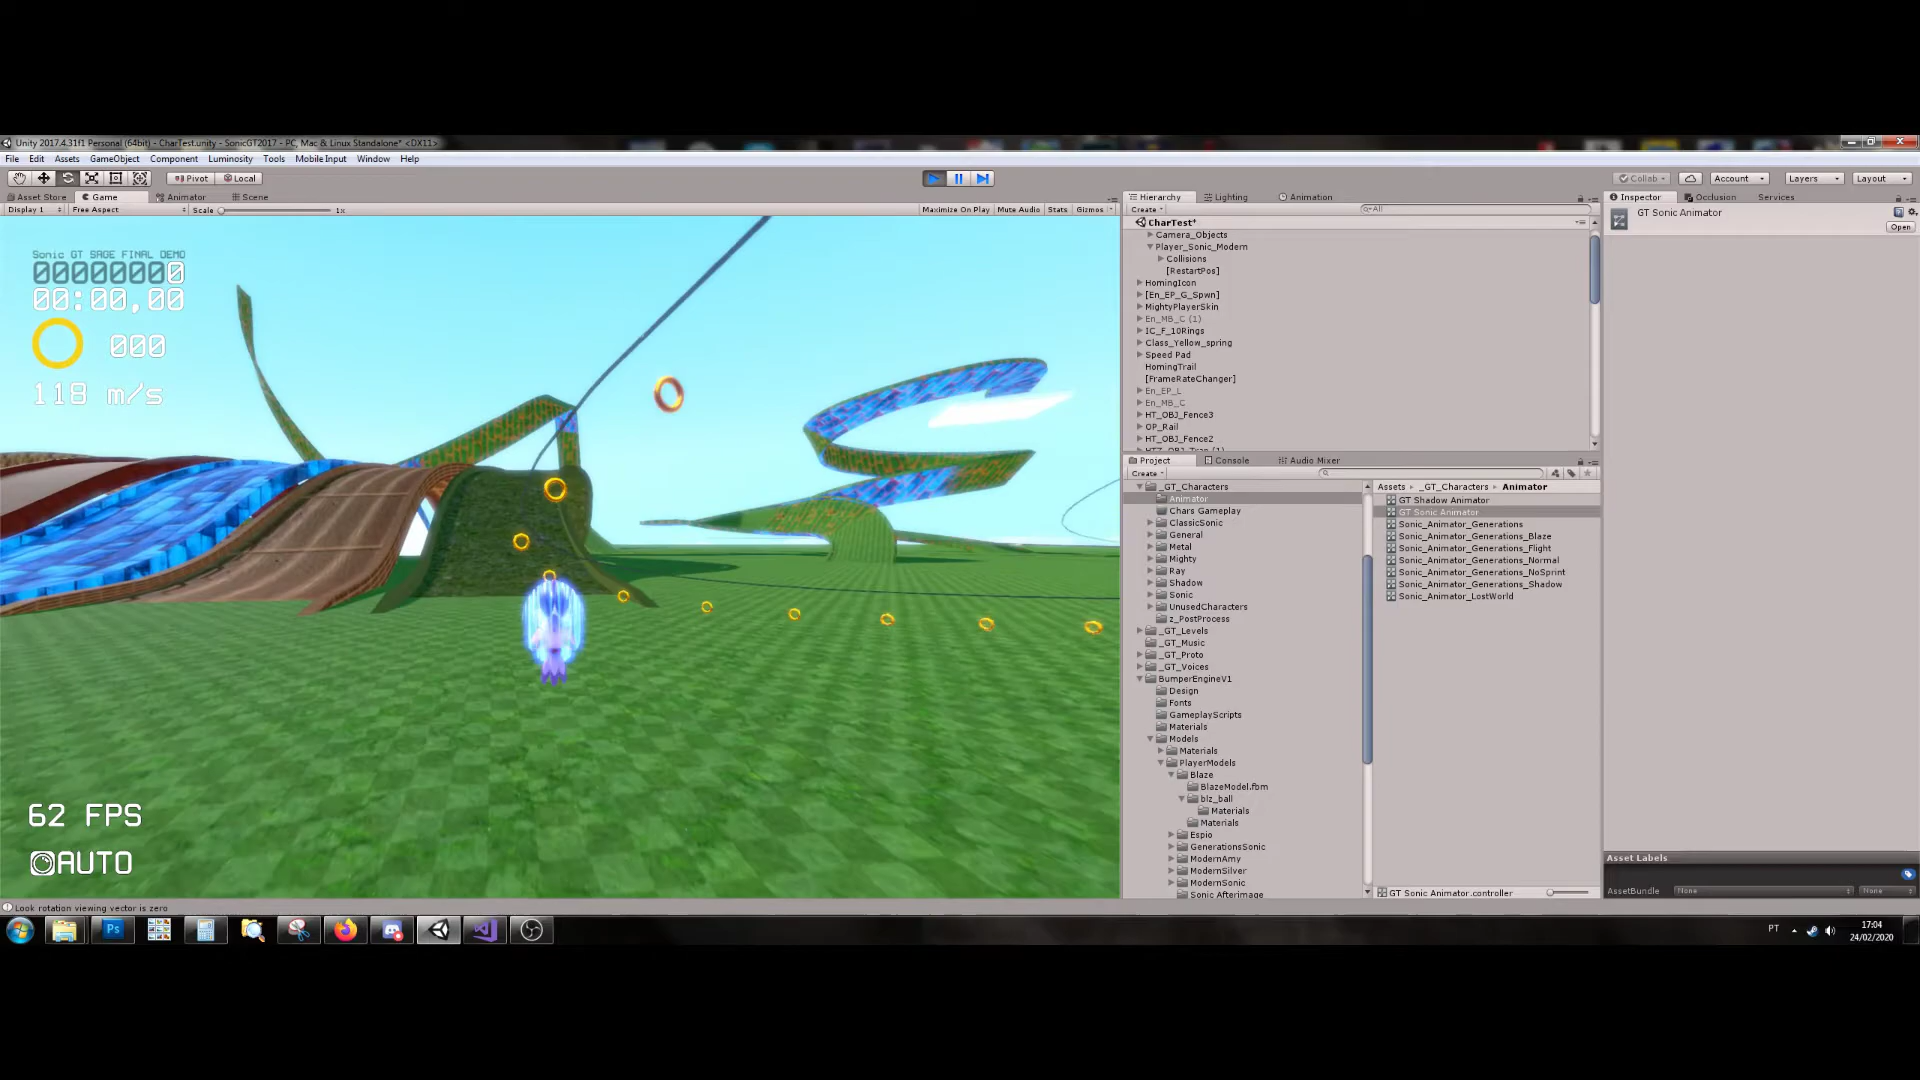 Unity 2017.4.31f1 Personal (64bit) - CharTest.unity - SonicGT2017 - PC, Mac & Linux Standalone* <DX11>
File Edit Assets GameObject Component Luminosity Tools Mobile Input Window Help
Pivot Local Collab Account Layers Layout
Asset Store Game Animator Scene
Display 1 Free Aspect Scale 1x Maximize On Play Mute Audio Stats Gizmos
Sonic GT SAGE FINAL DEMO
00000000
00:00,00
000
118 m/s
62 FPS
AUTO
Hierarchy Lighting Animation
Create All
CharTest*
Camera_Objects
Player_Sonic_Modern
Collisions
[RestartPos]
HomingIcon
[En_EP_G_Spwn]
MightyPlayerSkin
En_MB_C (1)
IC_F_10Rings
Class_Yellow_spring
Speed Pad
HomingTrail
[FrameRateChanger]
En_EP_L
En_MB_C
HT_OBJ_Fence3
OP_Rail
HT_OBJ_Fence2
Project Console Audio Mixer
Create
_GT_Characters
Animator
Chars Gameplay
ClassicSonic
General
Metal
Mighty
Ray
Shadow
Sonic
UnusedCharacters
z_PostProcess
_GT_Levels
_GT_Music
_GT_Proto
_GT_Voices
BumperEngineV1
Design
Fonts
GameplayScripts
Materials
Models
Materials
PlayerModels
Blaze
BlazeModel.fbm
blz_ball
Materials
Materials
Espio
GenerationsSonic
ModernAmy
ModernSilver
ModernSonic
Sonic Afterimage
Assets _GT_Characters Animator
GT Shadow Animator
GT Sonic Animator
Sonic_Animator_Generations
Sonic_Animator_Generations_Blaze
Sonic_Animator_Generations_Flight
Sonic_Animator_Generations_Normal
Sonic_Animator_Generations_NoSprint
Sonic_Animator_Generations_Shadow
Sonic_Animator_LostWorld
GT Sonic Animator.controller
Inspector Occlusion Services
GT Sonic Animator
Open
Asset Labels
AssetBundle None None
Look rotation viewing vector is zero
Ps
PT
17:04
24/02/2020